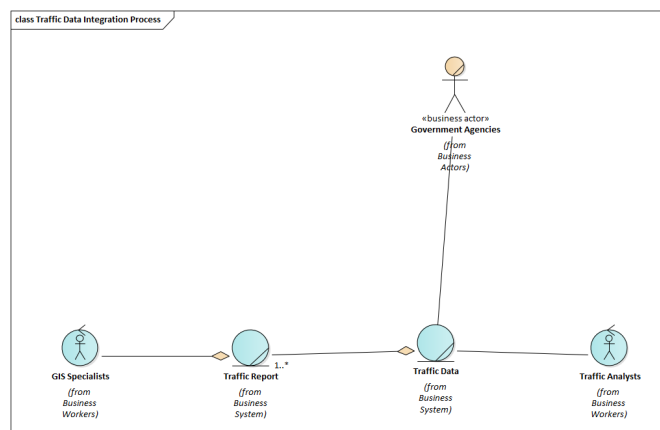 class Traffic Data Integration Process
«business actor»
Government Agencies
(from
Business
Actors)
GIS Specialists
(from
Business
Workers)
Traffic Report
(from
Business
System)
1..*
Traffic Data
(from
Business
System)
Traffic Analysts
(from
Business
Workers)